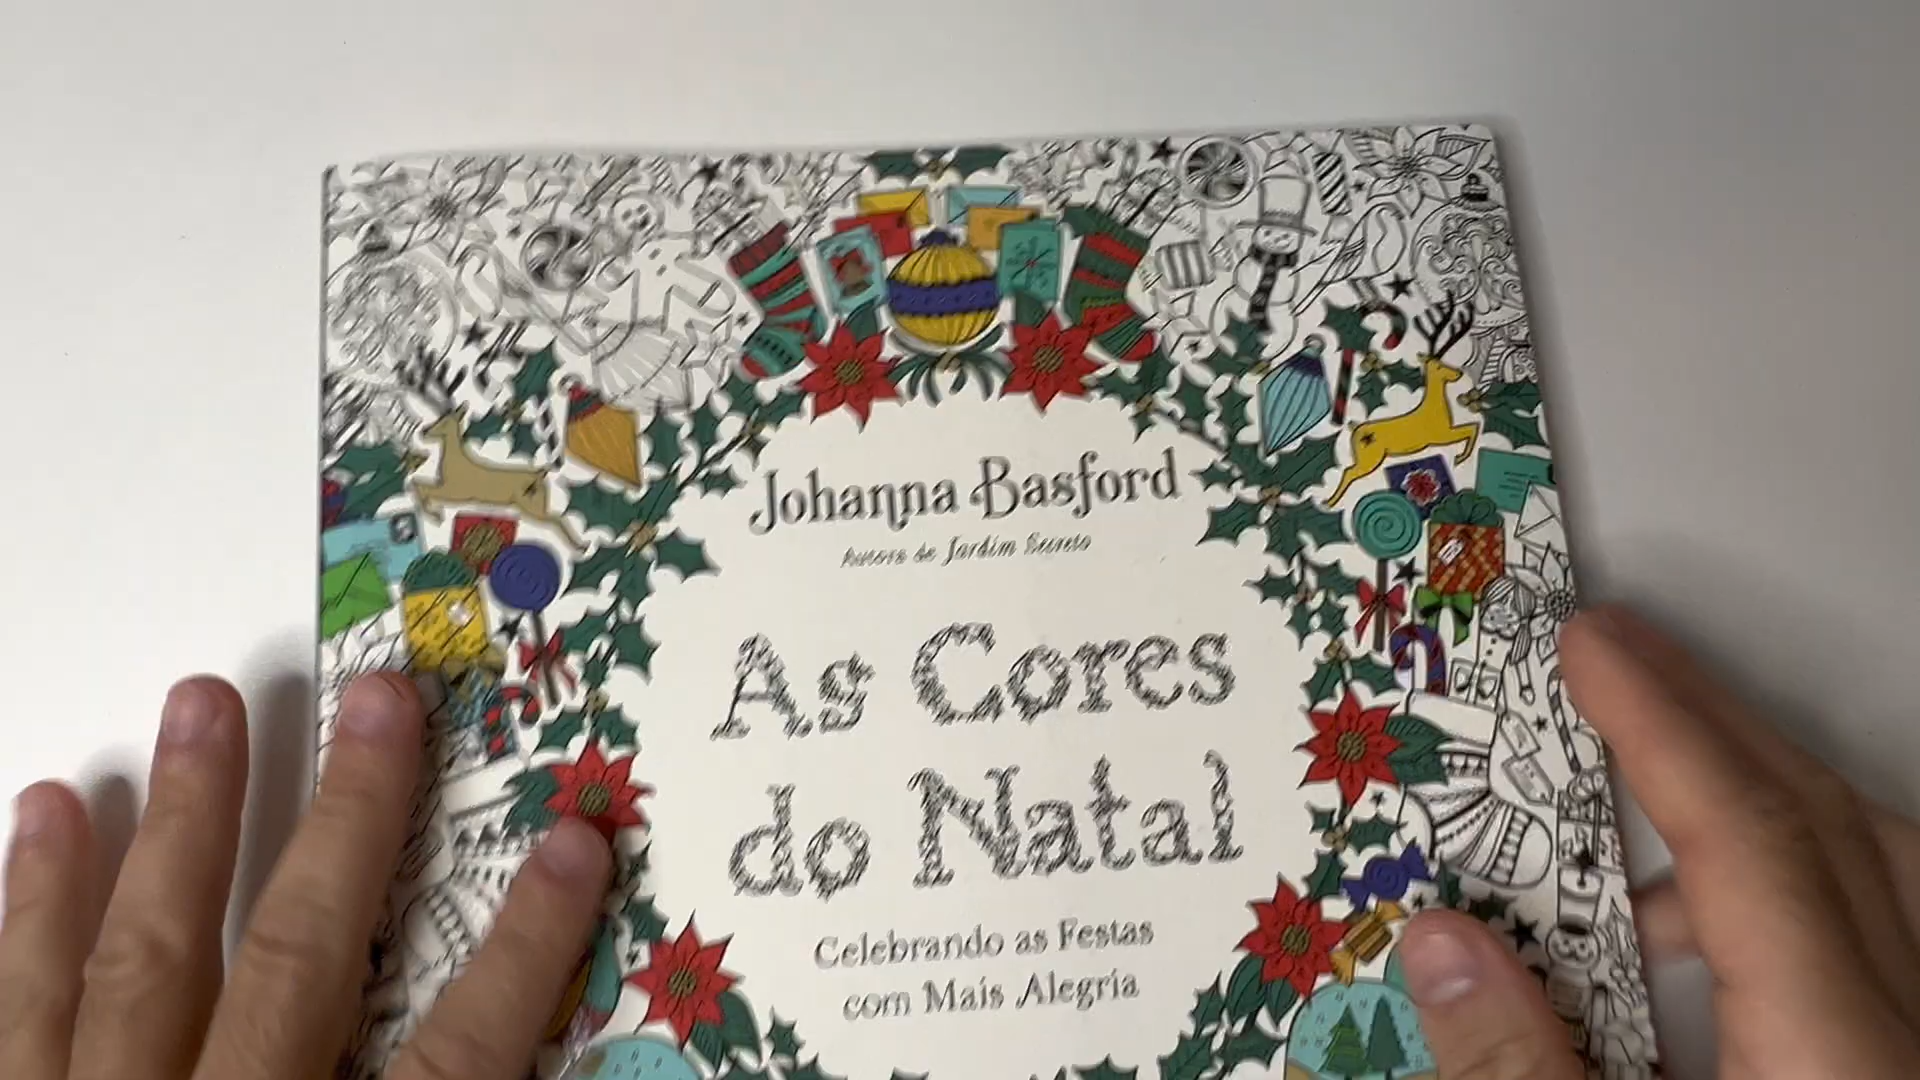 Johanna Basford
Autora de Jardim Secreto
As Cores
do Natal
Celebrando as Festas
com Mais Alegria